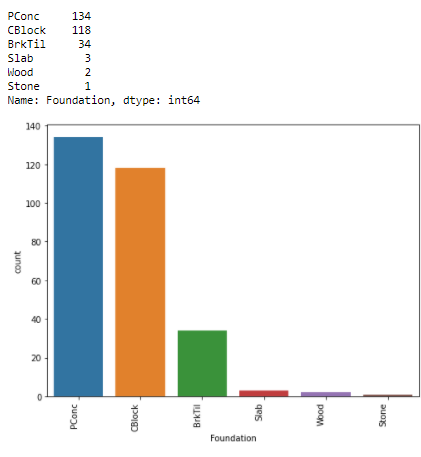 PConc 134
CBlock 118
BrkTil 34
Slab 3
Wood 2
Stone 1
Name: Foundation, dtype: int64
140
120
100
80
60
40
20
0
count
PConc
CBlock
BrkTil
Slab
Wood
Stone
Foundation